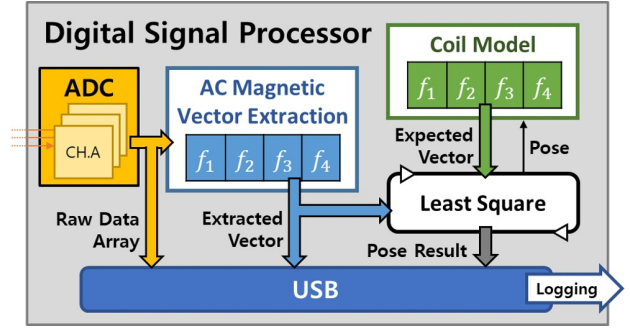 Digital Signal Processor
ADC
CH.A
AC Magnetic
Vector Extraction
f1 f2 f3 f4
Coil Model
f1 f2 f3 f4
Expected
Vector
Pose
Least Square
Raw Data
Array
Extracted
Vector
Pose Result
USB
Logging